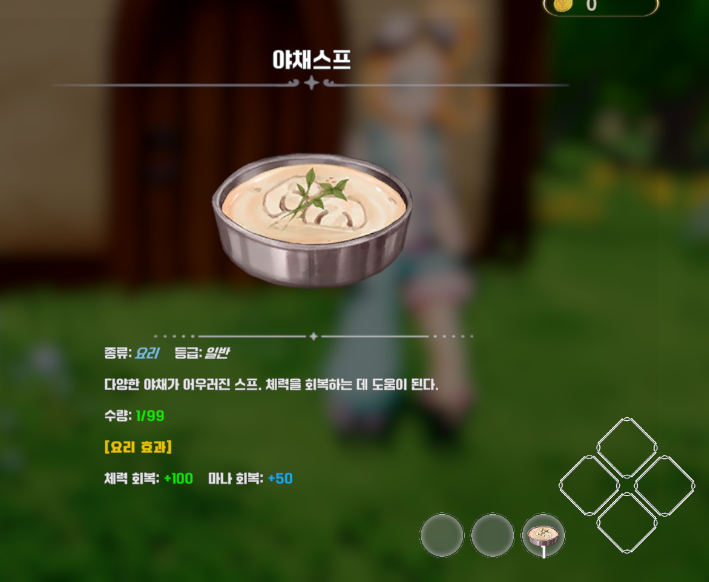 0
야채스프
종류: 요리 등급: 일반
다양한 야채가 어우러진 스프. 체력을 회복하는 데 도움이 된다.
수량: 1/99
[요리 효과]
체력 회복: +100 마나 회복: +50